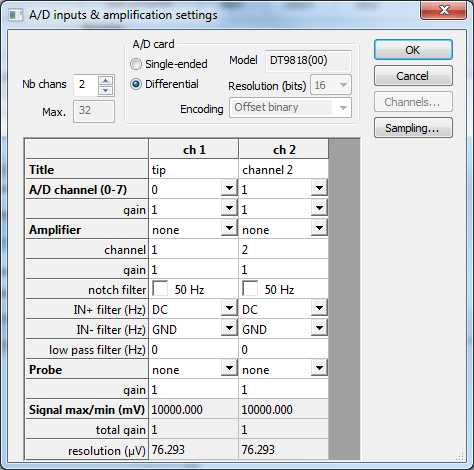 A/D inputs & amplification settings
A/D card
Single-ended
Model DT9818(00)
OK
Nb chans 2
Differential
Resolution (bits) 16
Cancel
Max. 32
Encoding Offset binary
Channels...
Sampling...
ch 1 ch 2
Title tip channel 2
A/D channel (0-7) 0 1
gain 1 1
Amplifier none none
channel 1 2
gain 1 1
notch filter 50 Hz 50 Hz
IN+ filter (Hz) DC DC
IN- filter (Hz) GND GND
low pass filter (Hz) 0 0
Probe none none
gain 1 1
Signal max/min (mV) 10000.000 10000.000
total gain 1 1
resolution (µV) 76.293 76.293